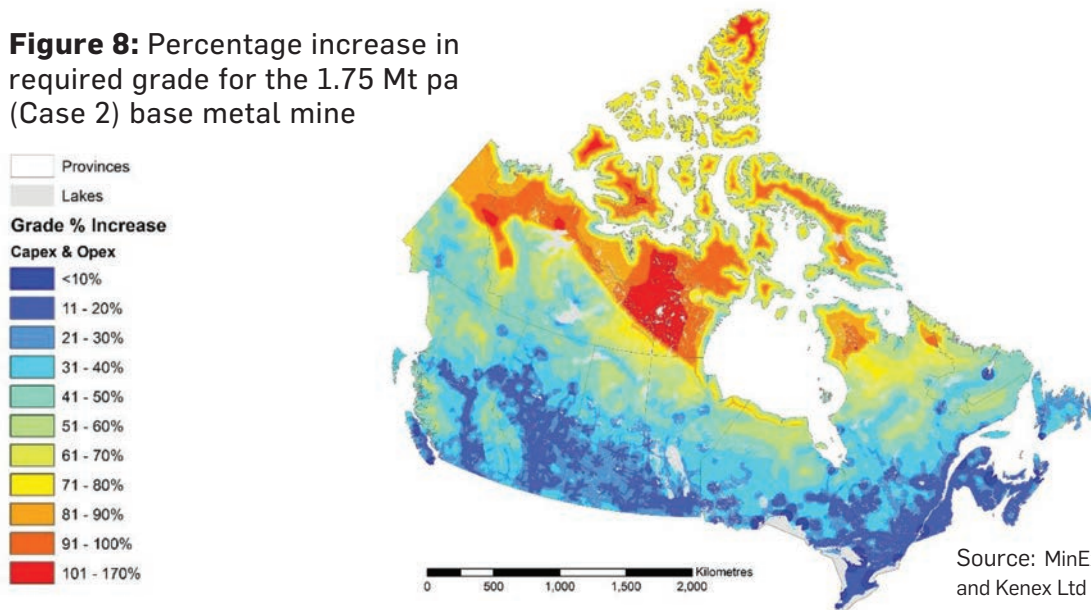 Figure 8: Percentage increase in
required grade for the 1.75 Mt pa
(Case 2) base metal mine
Provinces
Lakes
Grade % Increase
Capex & Opex
<10%
11 - 20%
21 - 30%
31 - 40%
41 - 50%
51 - 60%
61 - 70%
71 - 80%
81 - 90%
91 - 100%
101 - 170%
Kilometres
0 500 1,000 1,500 2,000
Source: MinE
and Kenex Ltd